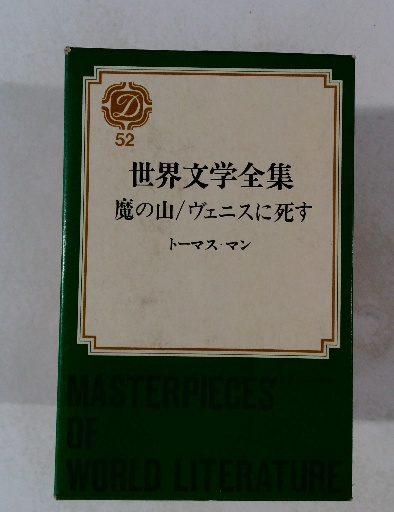 D
52
世界文学全集
魔の山/ヴェニスに死す
トーマス・マン
MASTERPIECES
OF
WORLD LITERATURE